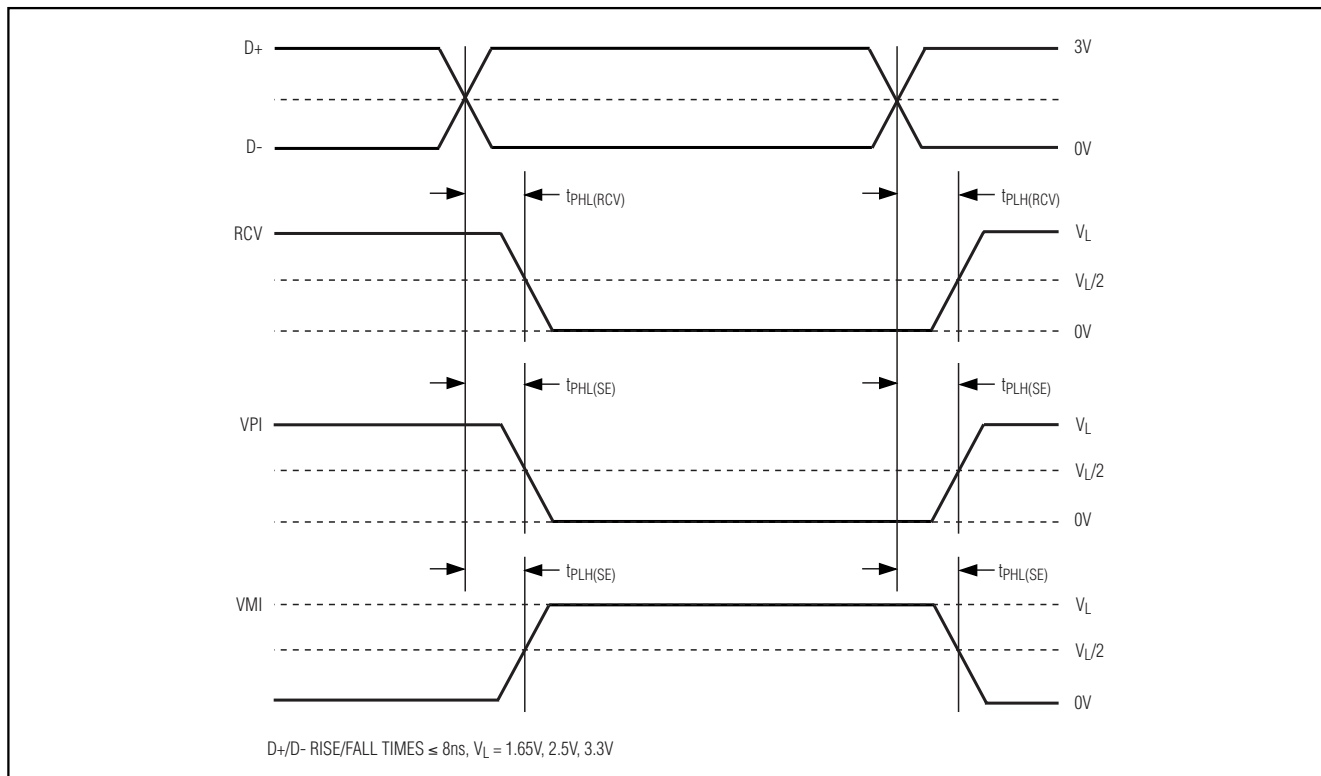 D+ 3V
D- 0V
tPHL(RCV) tPLH(RCV)
RCV VL
VL/2
0V
tPHL(SE) tPLH(SE)
VPI VL
VL/2
0V
tPLH(SE) tPHL(SE)
VMI VL
VL/2
0V
D+/D- RISE/FALL TIMES ≤ 8ns, VL = 1.65V, 2.5V, 3.3V